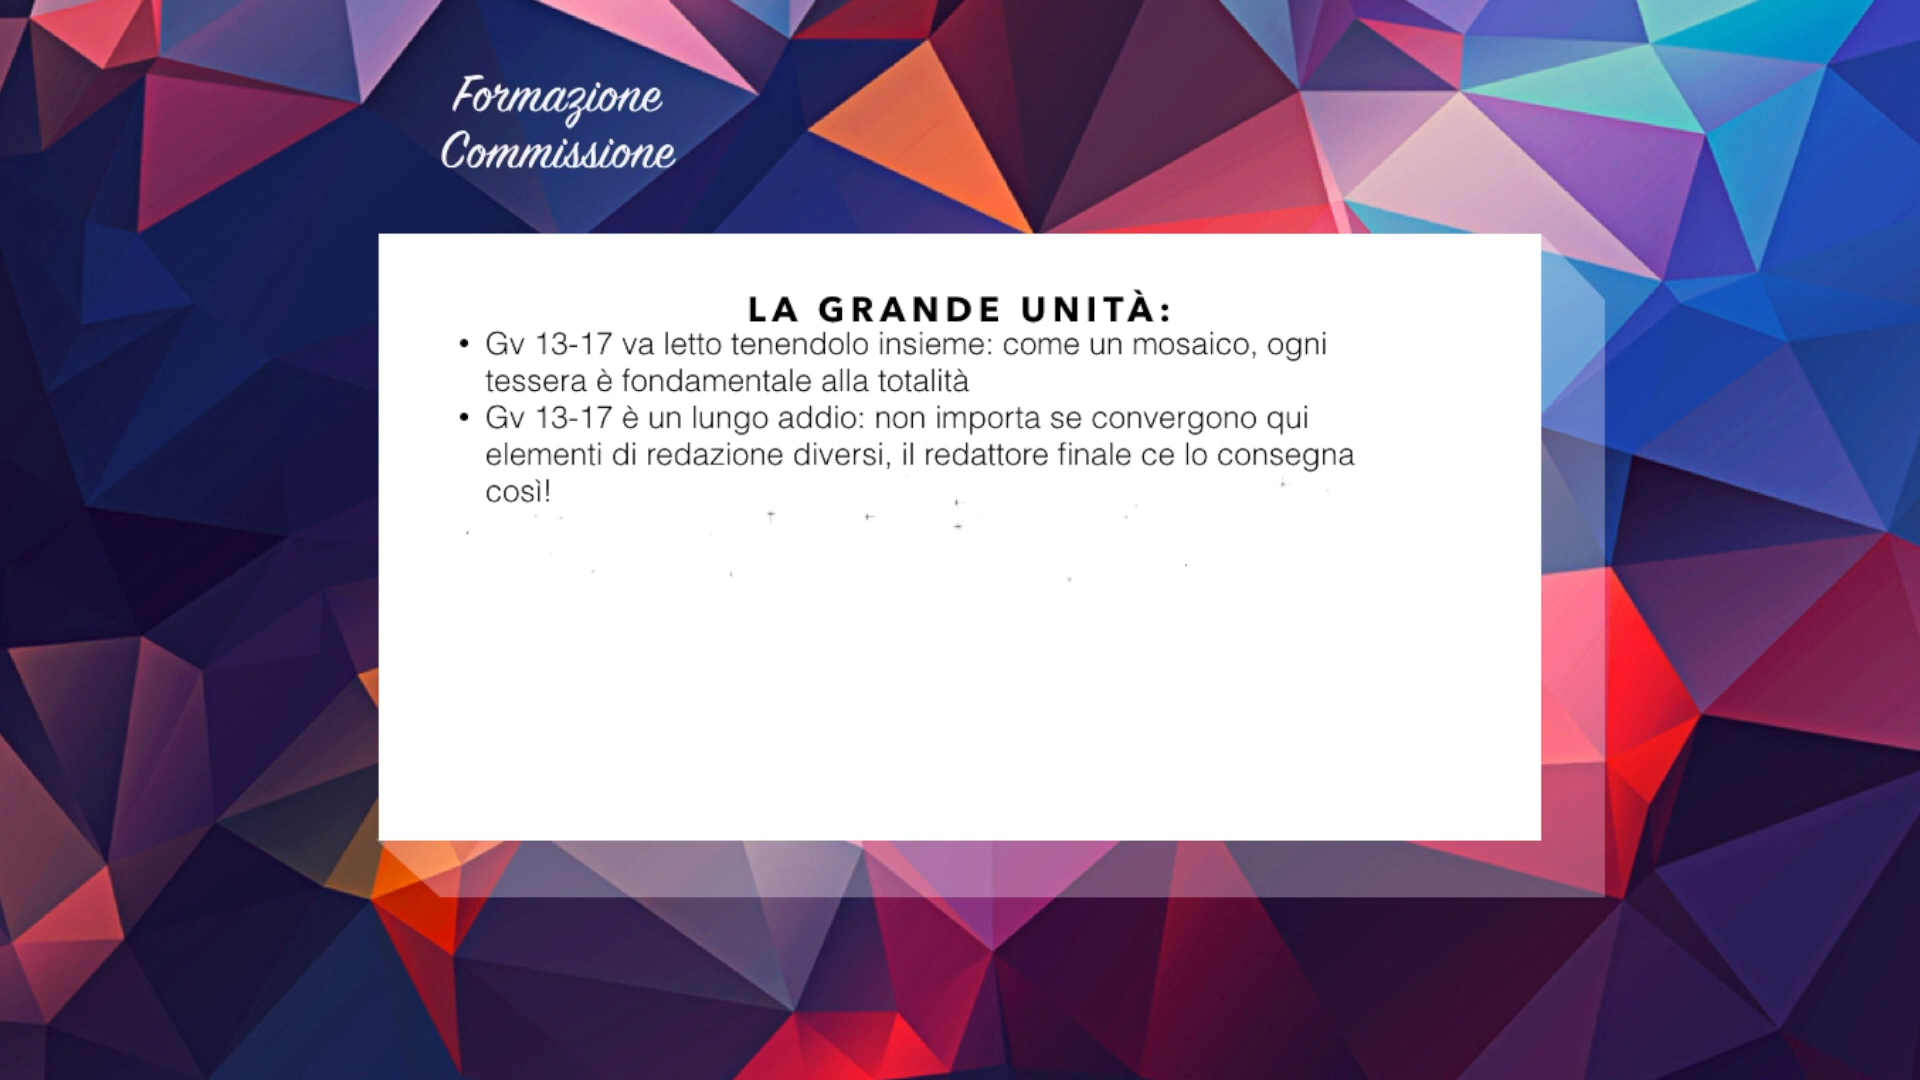 Formazione
Commissione
LA GRANDE UNITÀ:
• Gv 13-17 va letto tenendolo insieme: come un mosaico, ogni
tessera è fondamentale alla totalità
• Gv 13-17 è un lungo addio: non importa se convergono qui
elementi di redazione diversi, il redattore finale ce lo consegna
così!